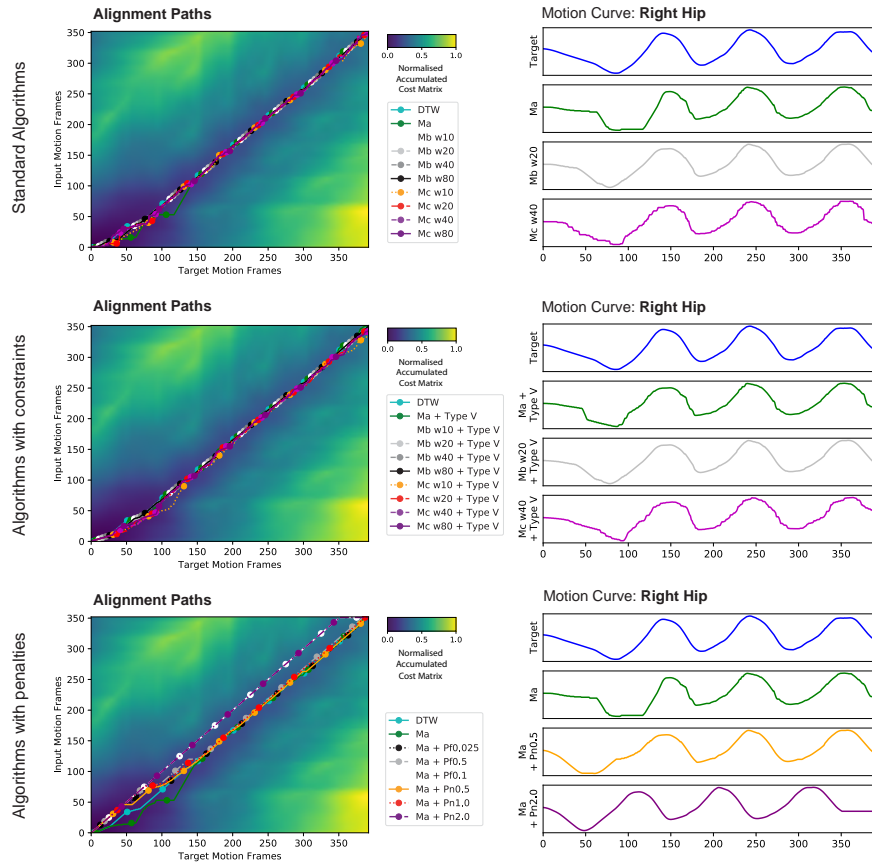 Standard Algorithms
Alignment Paths
Input Motion Frames
350
300
250
200
150
100
50
0
0 50 100 150 200 250 300 350
Target Motion Frames
0.0 1.0
Normalised
Accumulated
Cost Matrix
DTW
Ma
Mb w10
Mb w20
Mb w40
Mb w80
Mc w10
Mc w20
Mc w40
Mc w80
Motion Curve: Right Hip
Target
Ma
Mb w20
Mc w40
0 50 100 150 200 250 300 350
Algorithms with constraints
Alignment Paths
Input Motion Frames
350
300
250
200
150
100
50
0
0 50 100 150 200 250 300 350
Target Motion Frames
0.0 1.0
Normalised
Accumulated
Cost Matrix
DTW
Ma + Type V
Mb w10 + Type V
Mb w20 + Type V
Mb w40 + Type V
Mb w80 + Type V
Mc w10 + Type V
Mc w20 + Type V
Mc w40 + Type V
Mc w80 + Type V
Motion Curve: Right Hip
Target
Ma +
Type V
Mb w20
+ Type V
Mc w40
+ Type V
0 50 100 150 200 250 300 350
Algorithms with penalties
Alignment Paths
Input Motion Frames
350
300
250
200
150
100
50
0
0 50 100 150 200 250 300 350
Target Motion Frames
0.0 1.0
Normalised
Accumulated
Cost Matrix
DTW
Ma
Ma + Pf0,025
Ma + Pf0.5
Ma + Pf0.1
Ma + Pn0.5
Ma + Pn1,0
Ma + Pn2.0
Motion Curve: Right Hip
Target
Ma
Ma
+ Pn0.5
Ma
+ Pn2.0
0 50 100 150 200 250 300 350